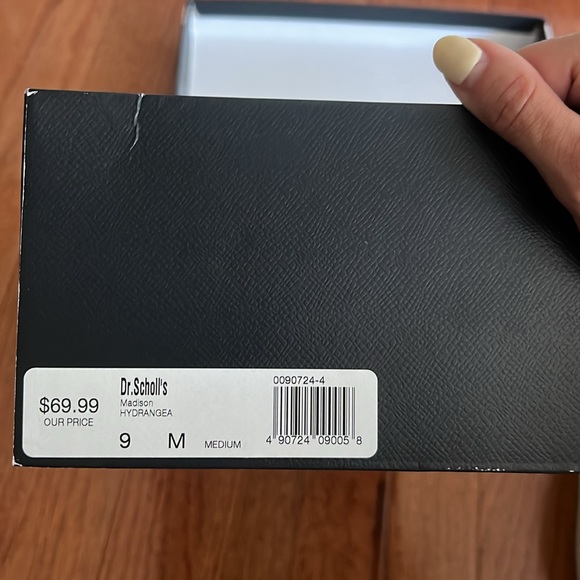 $69.99
OUR PRICE
Dr.Scholl's
Madison
HYDRANGEA
9 M MEDIUM
0090724-4
4 90724 09005 8